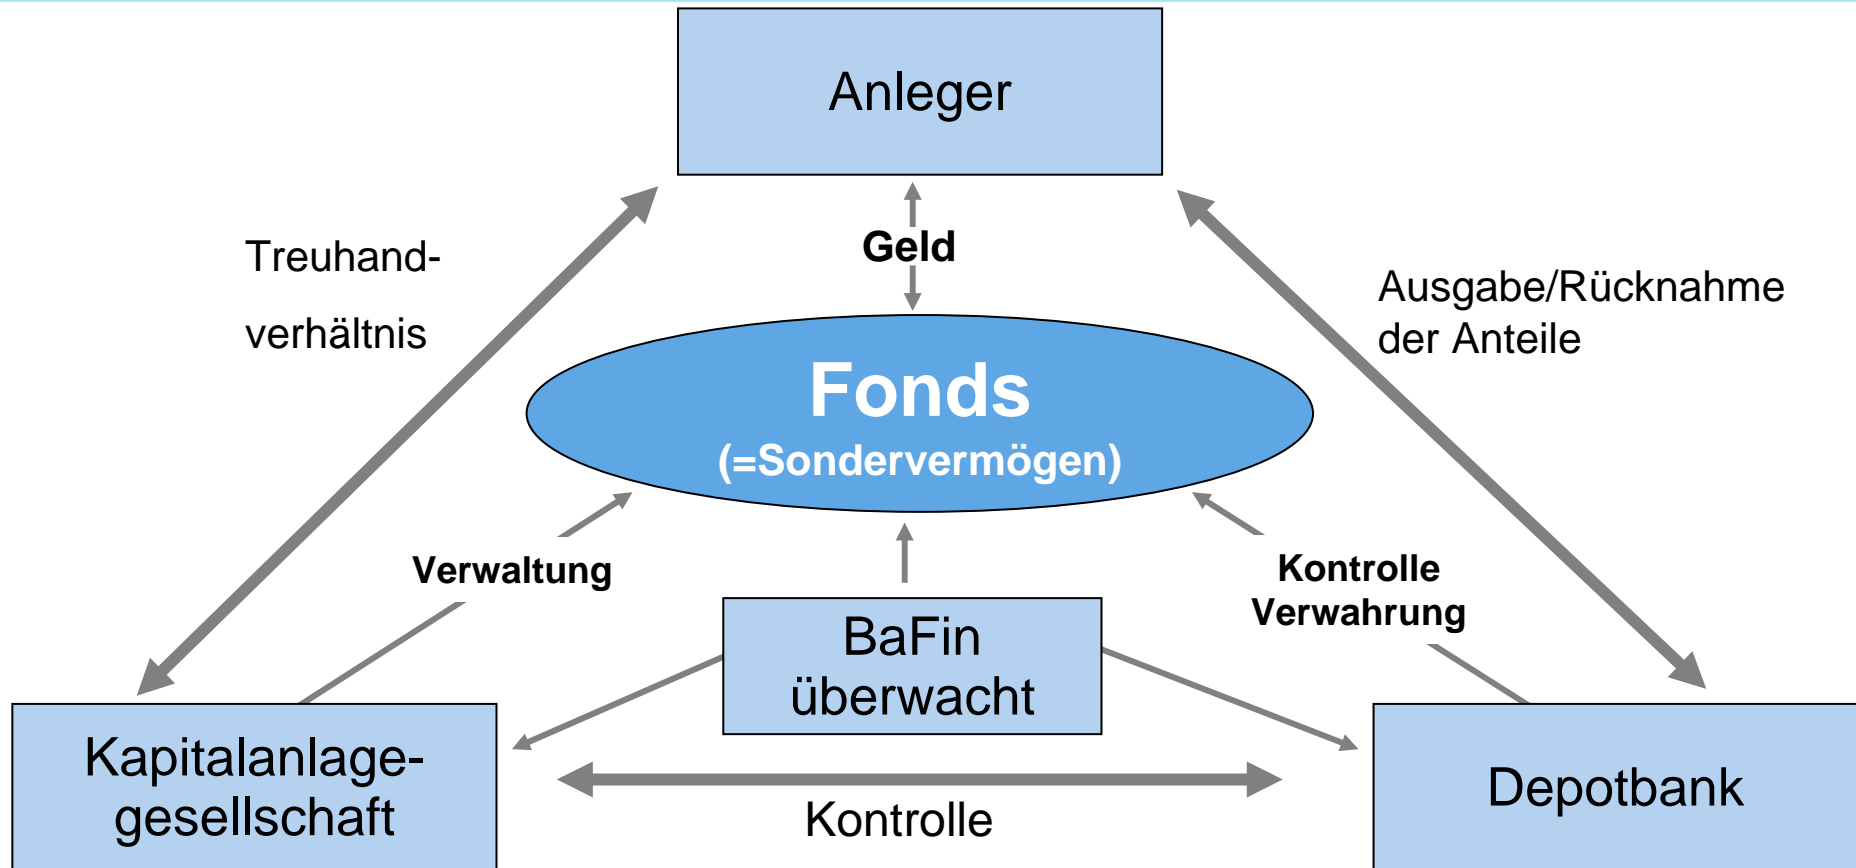 Anleger
Geld
Treuhand-
verhältnis
Ausgabe/Rücknahme
der Anteile
Fonds
(=Sondervermögen)
Verwaltung
Kontrolle
Verwahrung
BaFin
überwacht
Kapitalanlage-
gesellschaft
Kontrolle
Depotbank